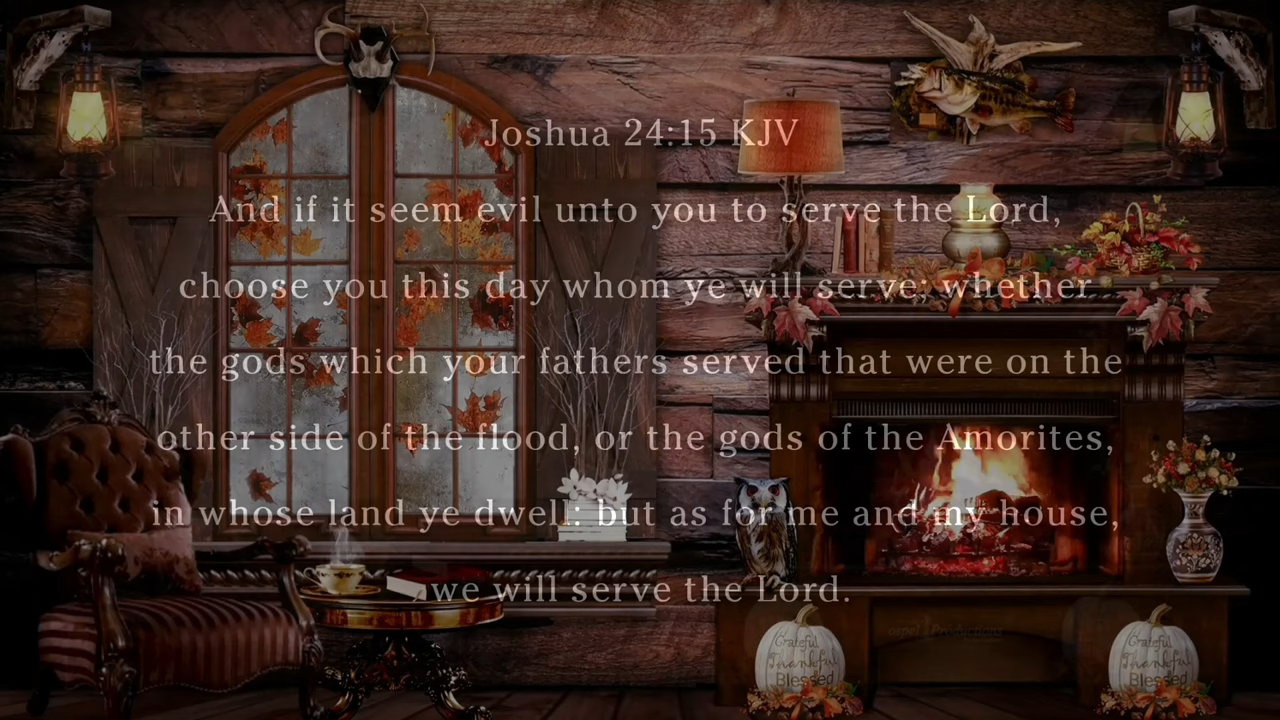 Joshua 24:15 KJV
And if it seem evil unto you to serve the Lord,
choose you this day whom ye will serve; whether
the gods which your fathers served that were on the
other side of the flood, or the gods of the Amorites,
in whose land ye dwell: but as for me and my house,
we will serve the Lord.
Productions
Grateful
Thankful
Blessed
Grateful
Thankful
Blessed